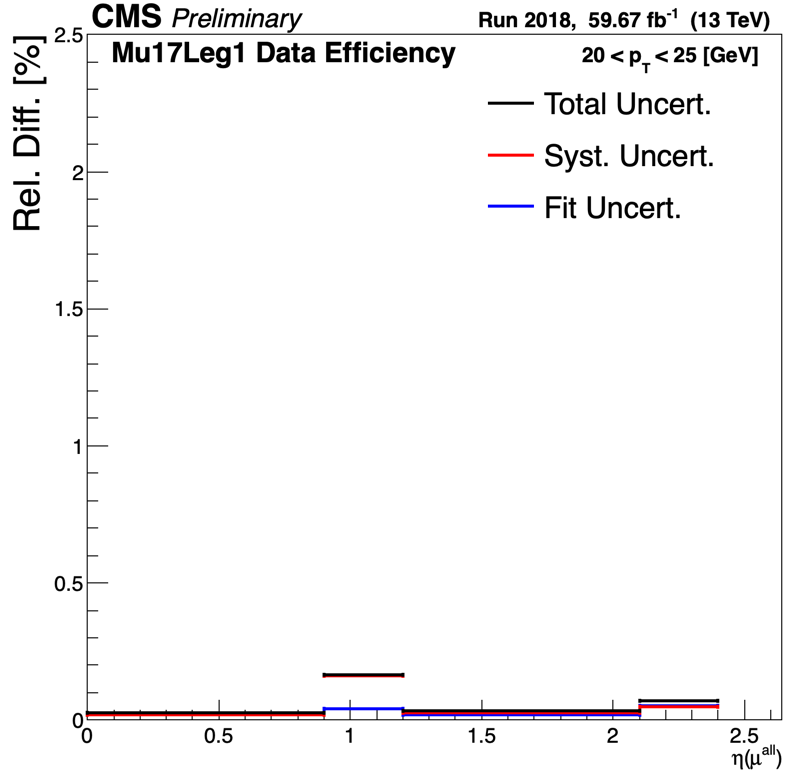 CMS Preliminary Run 2018, 59.67 fb⁻¹ (13 TeV)
Mu17Leg1 Data Efficiency 20 < p_T < 25 [GeV]
Total Uncert.
Syst. Uncert.
Fit Uncert.
Rel. Diff. [%]
2.5
2
1.5
1
0.5
0
0 0.5 1 1.5 2 2.5
η(μ^all)